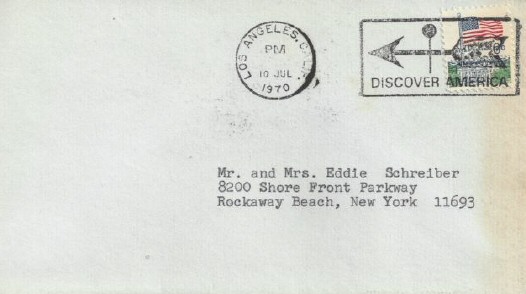 LOS ANGELES, CALIF.
PM
10 JUL
1970
DISCOVER AMERICA
Mr. and Mrs. Eddie Schreiber
8200 Shore Front Parkway
Rockaway Beach, New York 11693